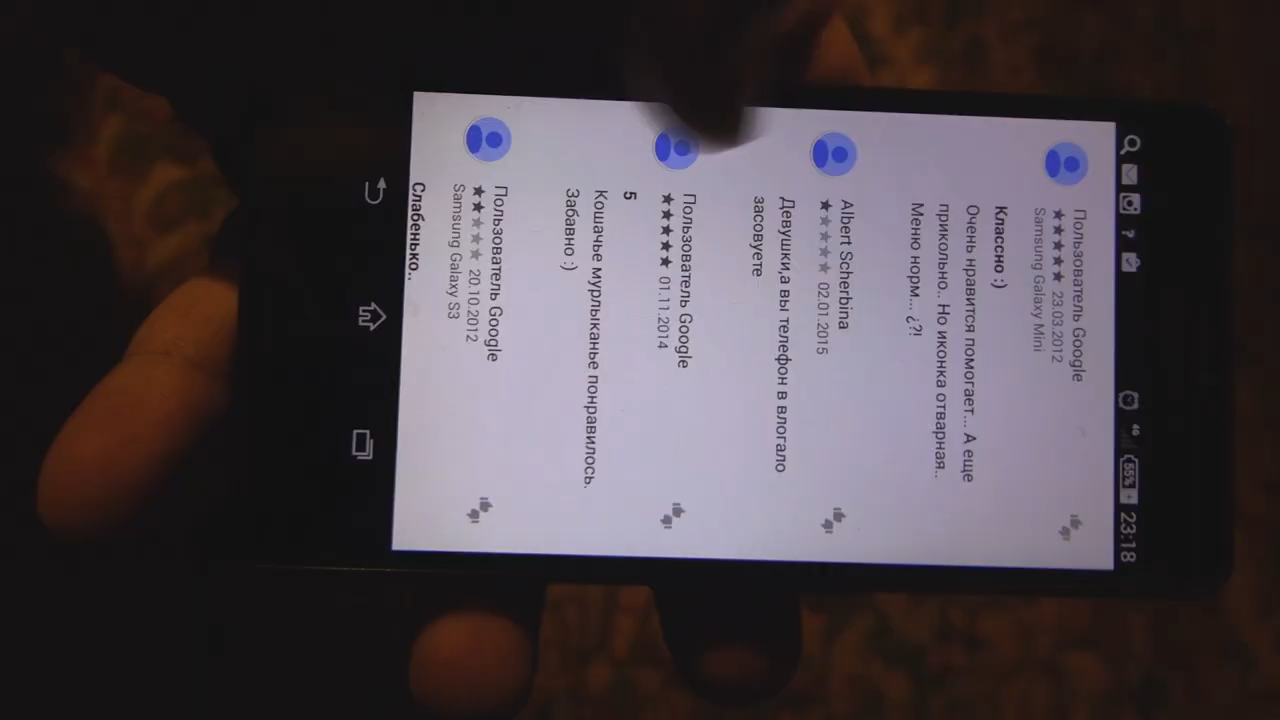 4G
55%
23:18
Пользователь Google
23.03.2012
Samsung Galaxy Mini
Классно :)
Очень нравится помогает... А еще
прикольно.. Но иконка отварная..
Меню норм... ¿?!
Albert Scherbina
02.01.2015
Девушки,а вы телефон в влогало
засовуете
Пользователь Google
01.11.2014
5
Кошачье мурлыканье понравилось.
Забавно :)
Пользователь Google
20.10.2012
Samsung Galaxy S3
Слабенько..